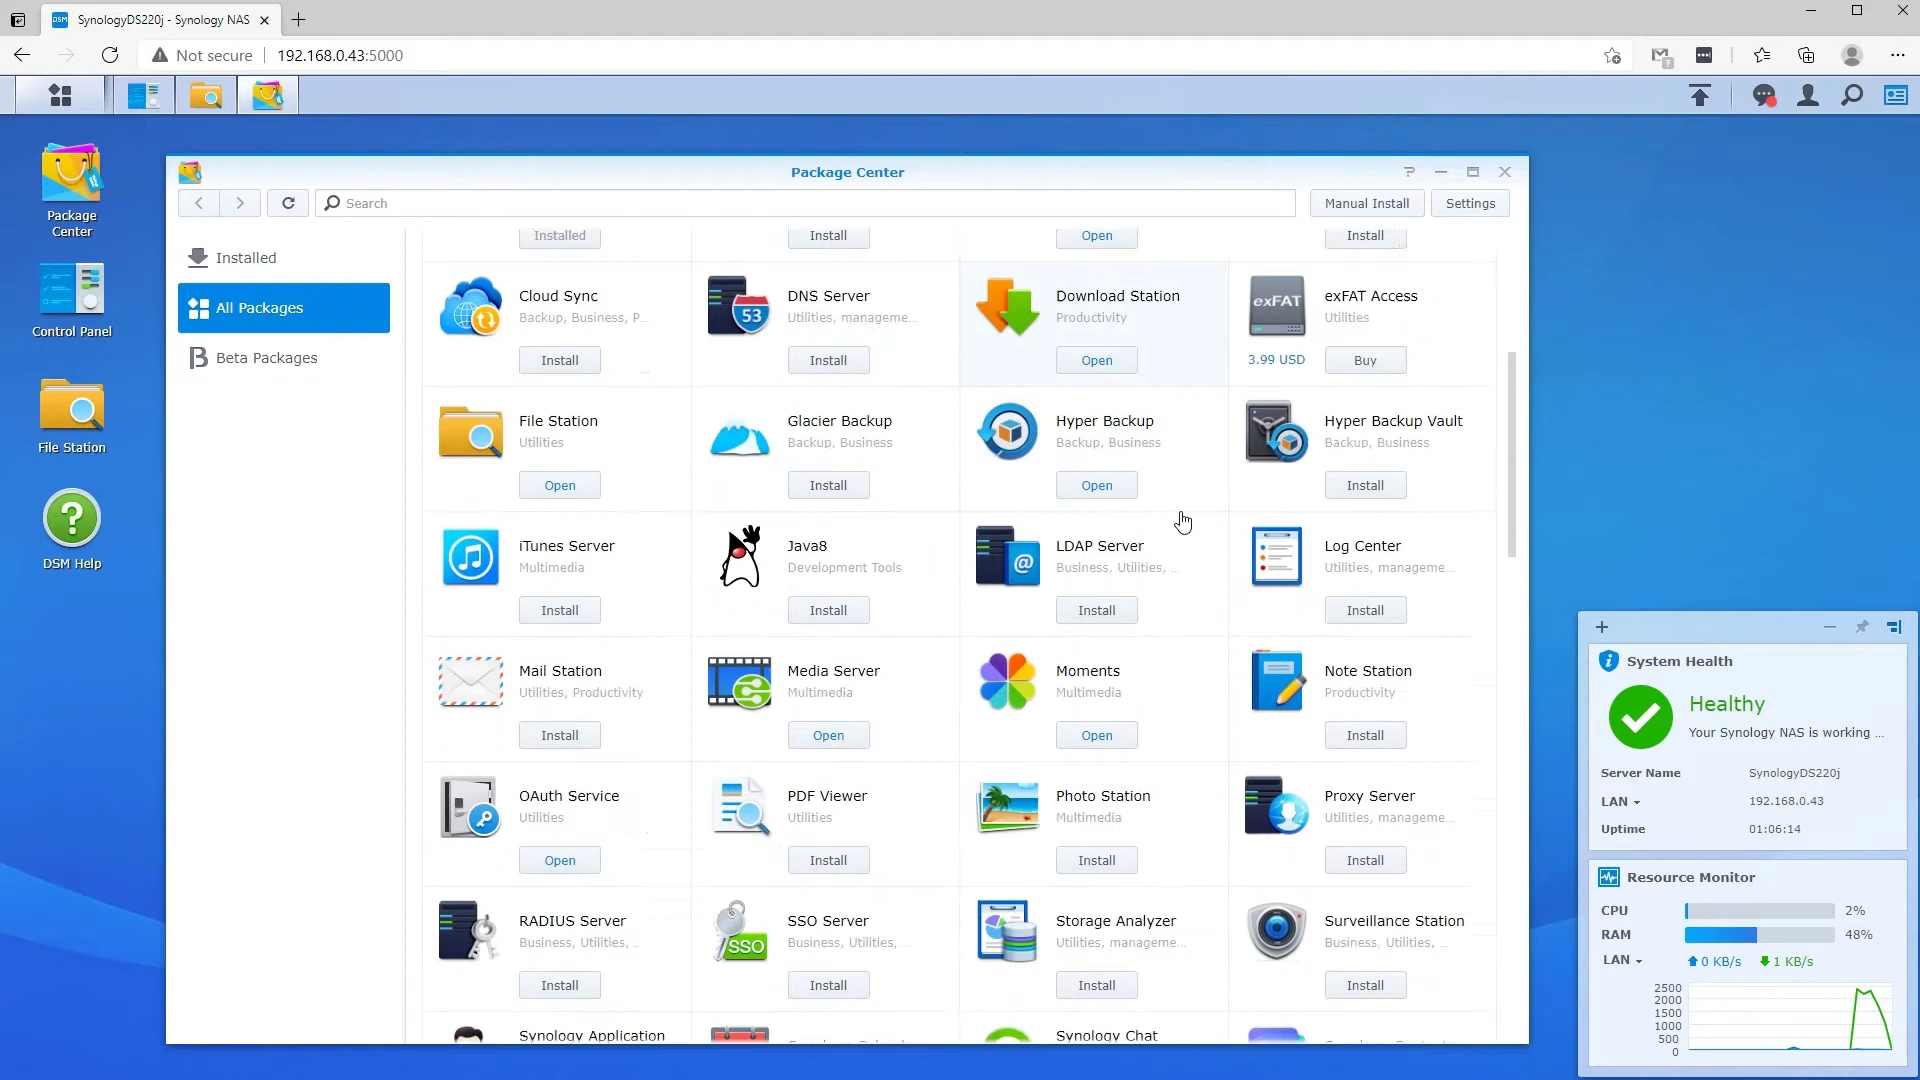 SynologyDS220j - Synology NAS
Not secure
192.168.0.43:5000
Package
Center
Control Panel
File Station
DSM Help
Package Center
Search
Manual Install
Settings
Installed
All Packages
Beta Packages
Installed
Install
Open
Install
Cloud Sync
Backup, Business, P...
Install
DNS Server
Utilities, manageme...
Install
Download Station
Productivity
Open
exFAT
exFAT Access
Utilities
3.99 USD
Buy
File Station
Utilities
Open
Glacier Backup
Backup, Business
Install
Hyper Backup
Backup, Business
Open
Hyper Backup Vault
Backup, Business
Install
iTunes Server
Multimedia
Install
Java8
Development Tools
Install
LDAP Server
Business, Utilities, ...
Install
Log Center
Utilities, manageme...
Install
Mail Station
Utilities, Productivity
Install
Media Server
Multimedia
Open
Moments
Multimedia
Open
Note Station
Productivity
Install
OAuth Service
Utilities
Open
PDF Viewer
Utilities
Install
Photo Station
Multimedia
Install
Proxy Server
Utilities, manageme...
Install
RADIUS Server
Business, Utilities, ..
Install
SSO
SSO Server
Business, Utilities,
Install
Storage Analyzer
Utilities, manageme...
Install
Surveillance Station
Business, Utilities, ...
Install
Synology Application
Synology Chat
System Health
Healthy
Your Synology NAS is working ...
Server Name SynologyDS220j
LAN 192.168.0.43
Uptime 01:06:14
Resource Monitor
CPU 2%
RAM 48%
LAN 0 KB/s 1 KB/s
2500
2000
1500
1000
500
0